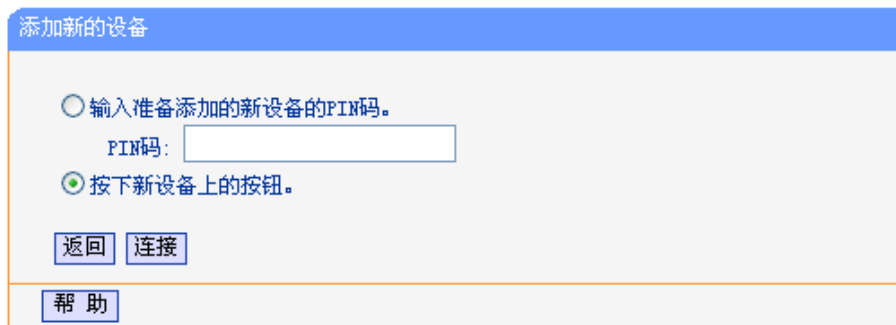 添加新的设备
输入准备添加的新设备的PIN码。
PIN码:
按下新设备上的按钮。
返回 连接
帮 助